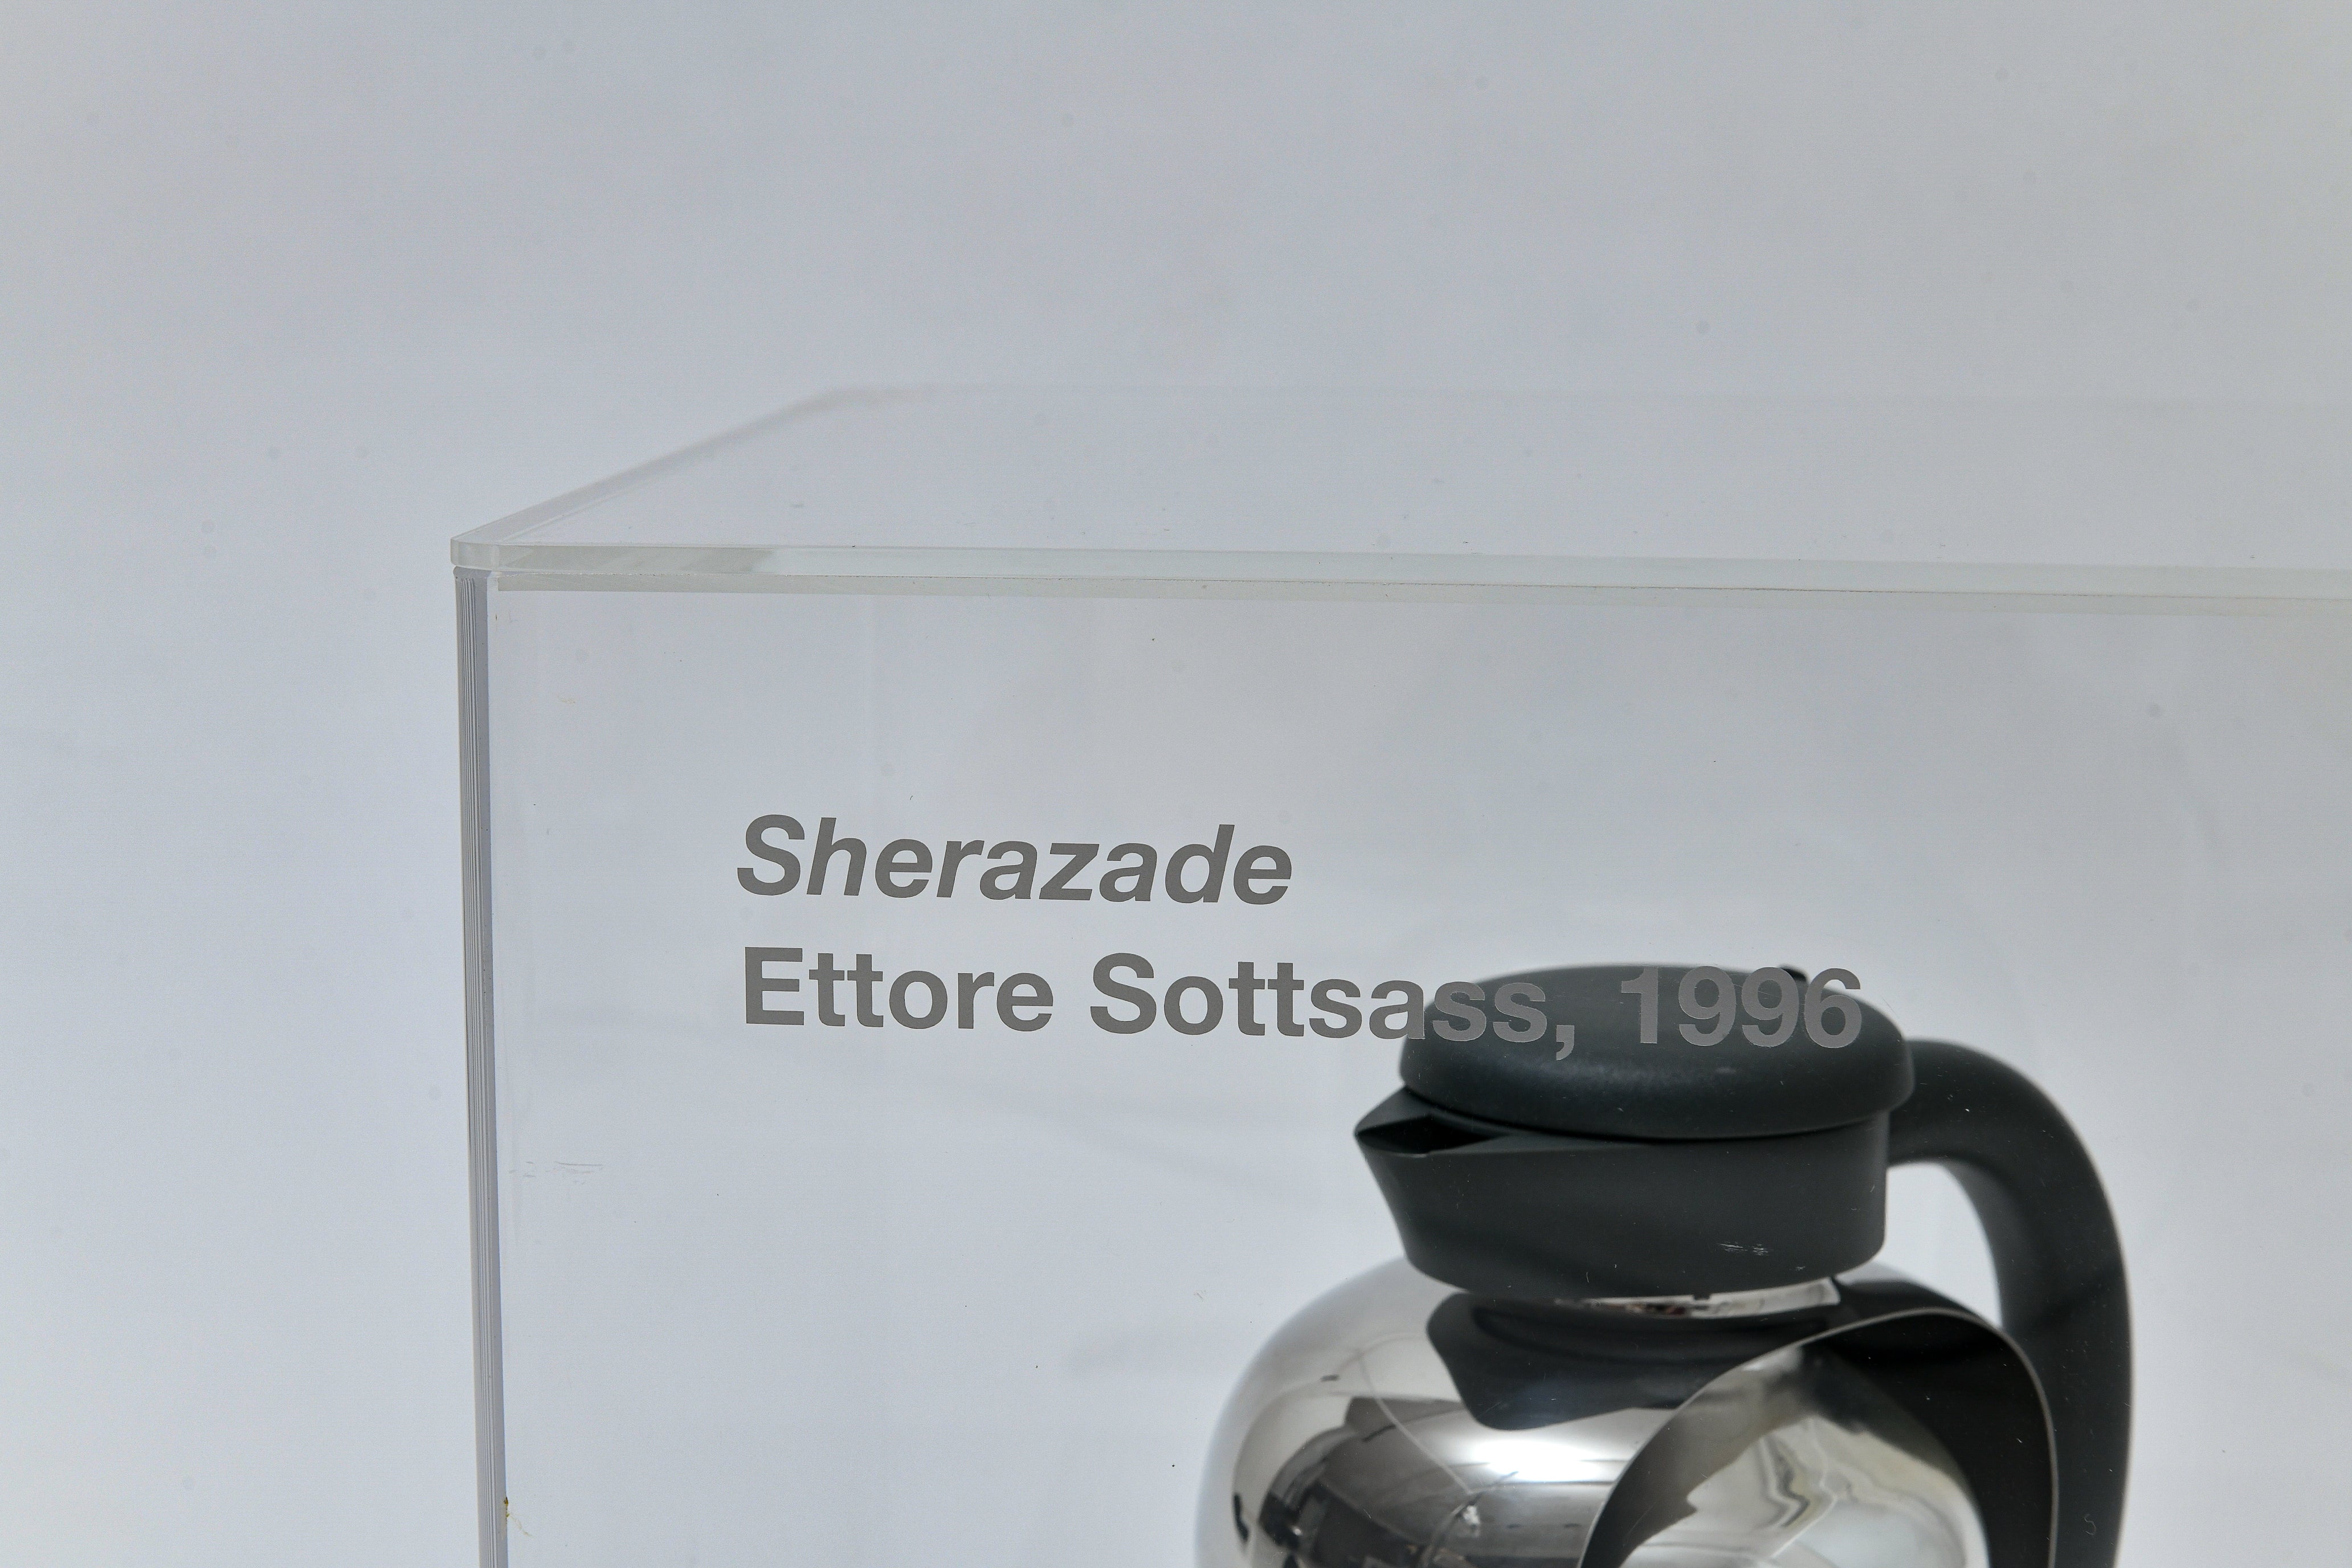 Sherazade
Ettore Sottsass, 1996